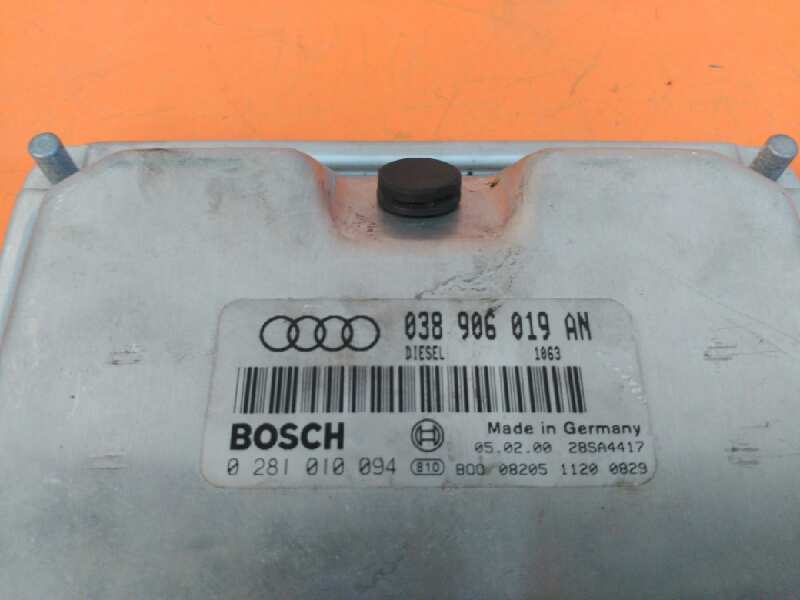 038 906 019 AN
DIESEL 1063
BOSCH
Made in Germany
05.02.00 28SA4417
0 281 010 094 810 800 08205 1120 0829